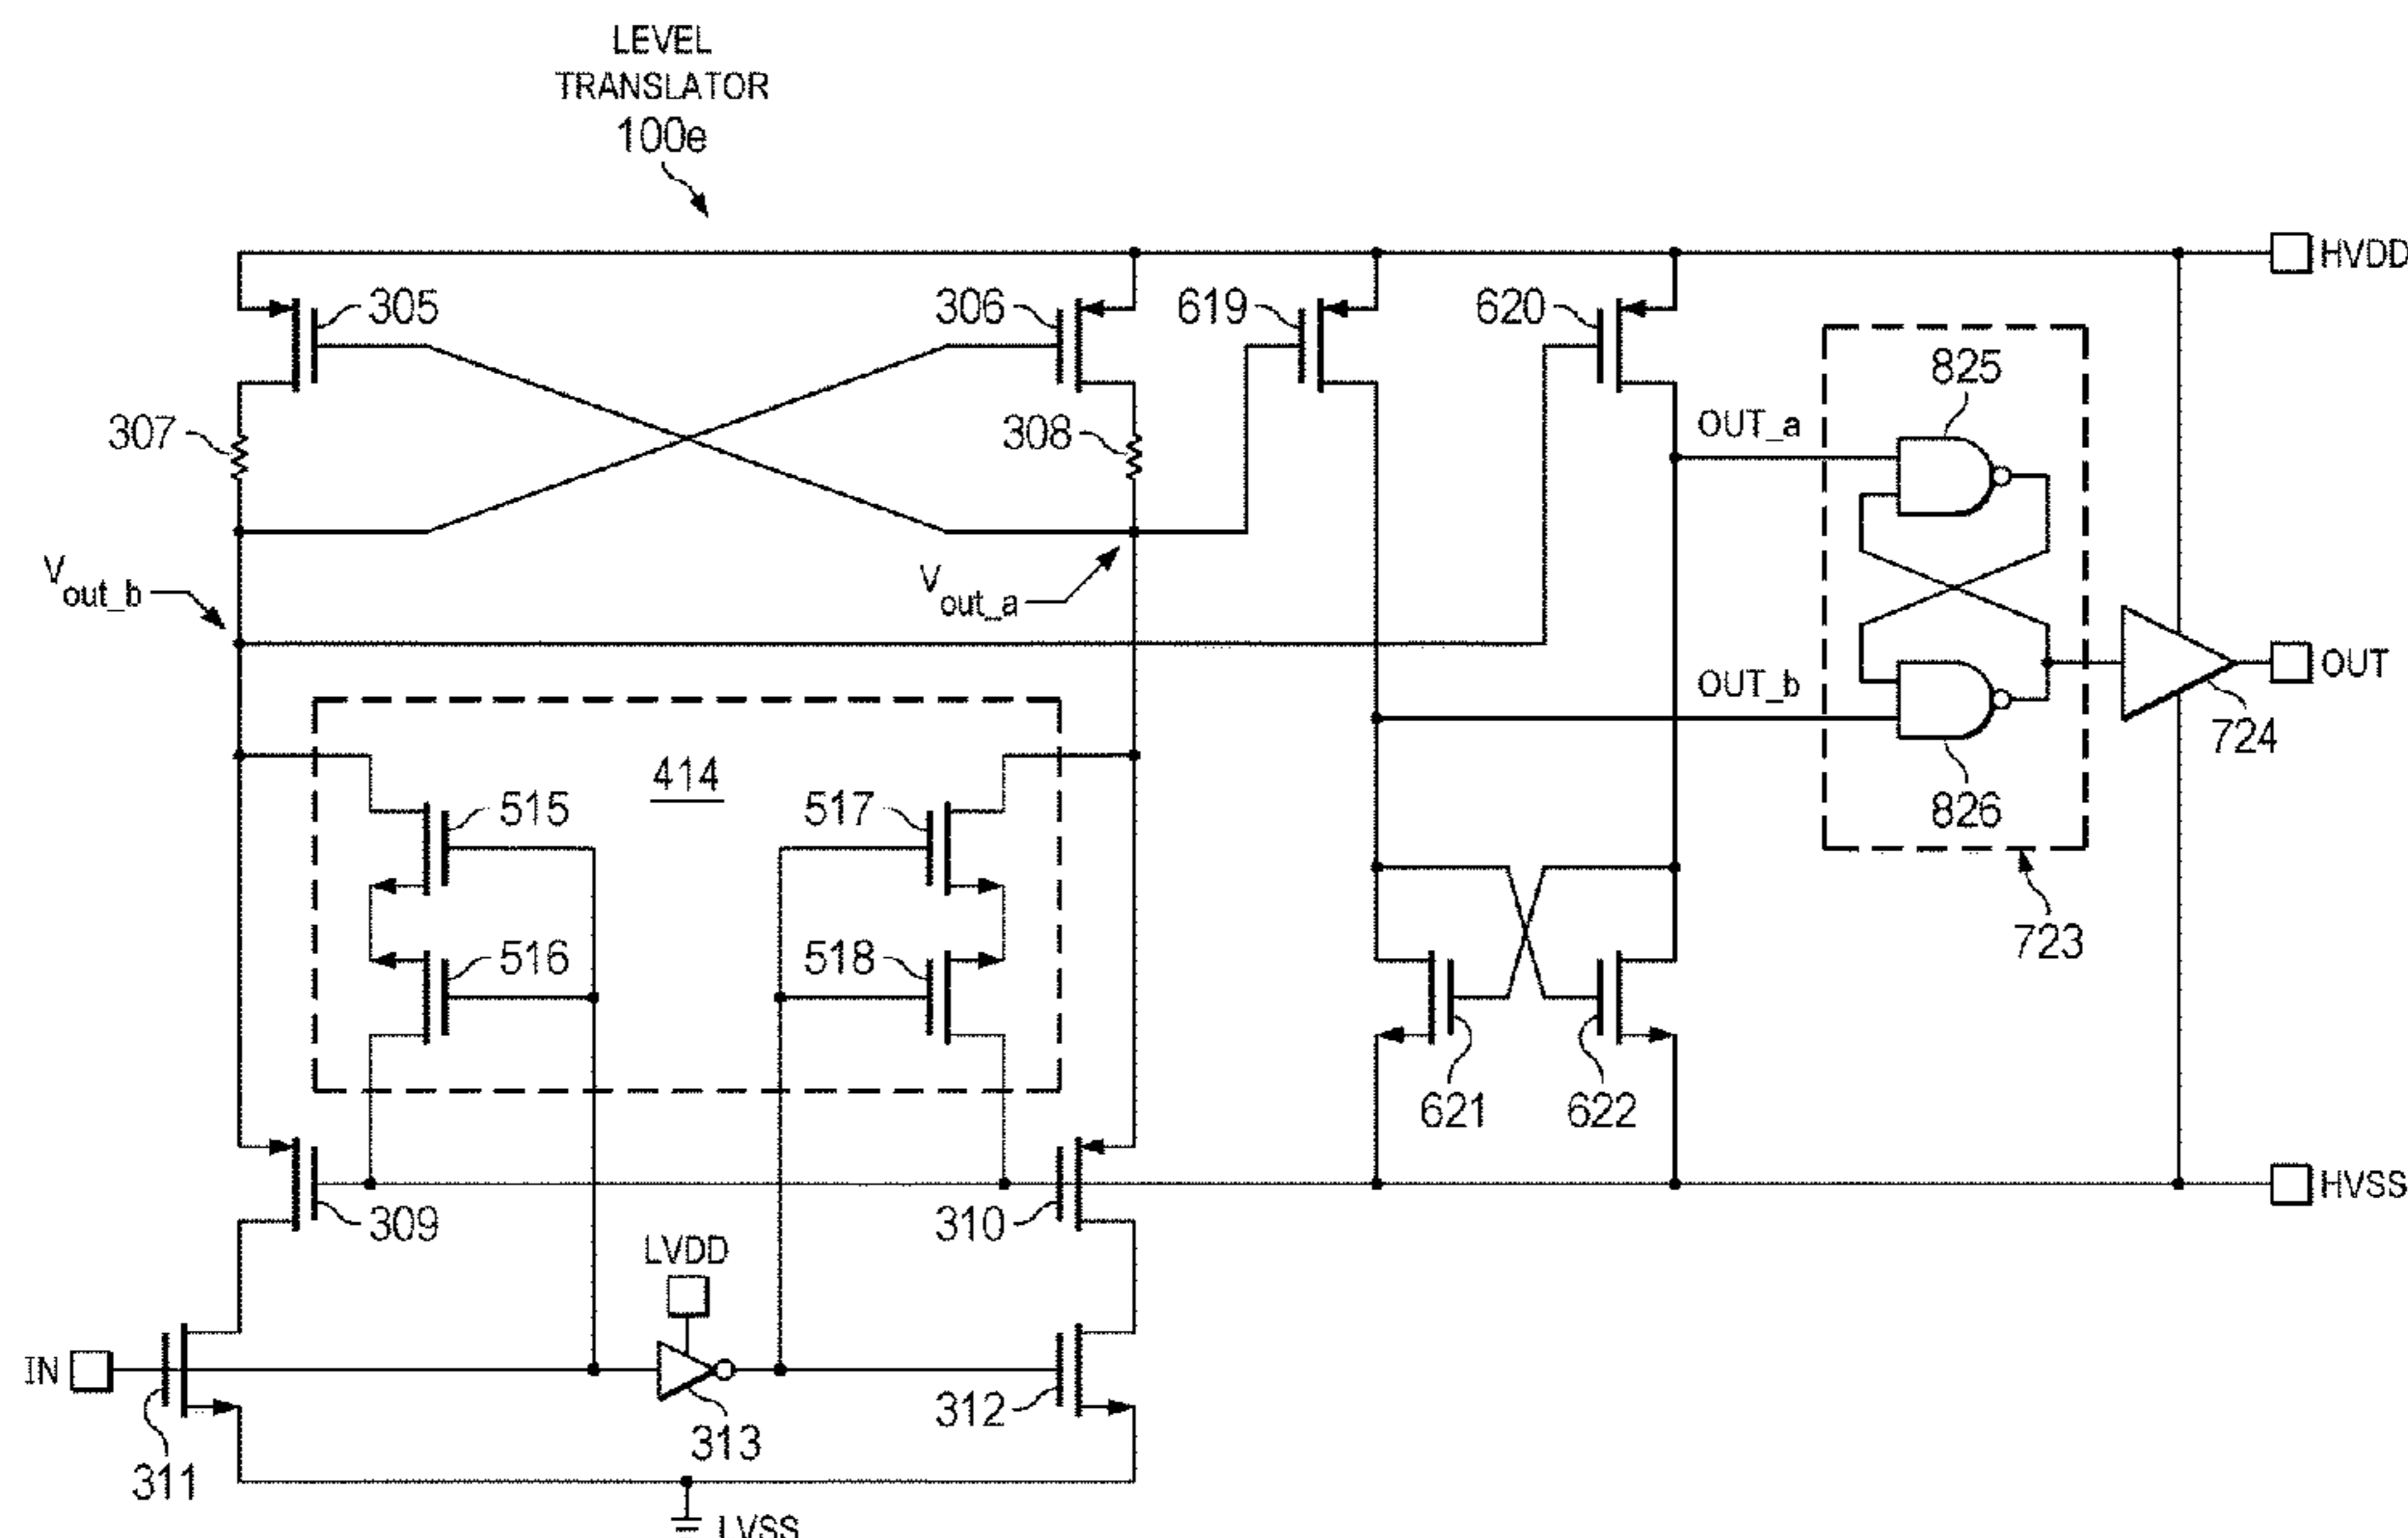 LEVEL
TRANSLATOR
100e
HVDD
305
306
619
620
825
307
308
OUT_a
Vout_b
Vout_a
OUT_b
OUT
724
414
515
517
826
516
518
723
621
622
HVSS
309
310
LVDD
IN
313
312
311
LVSS